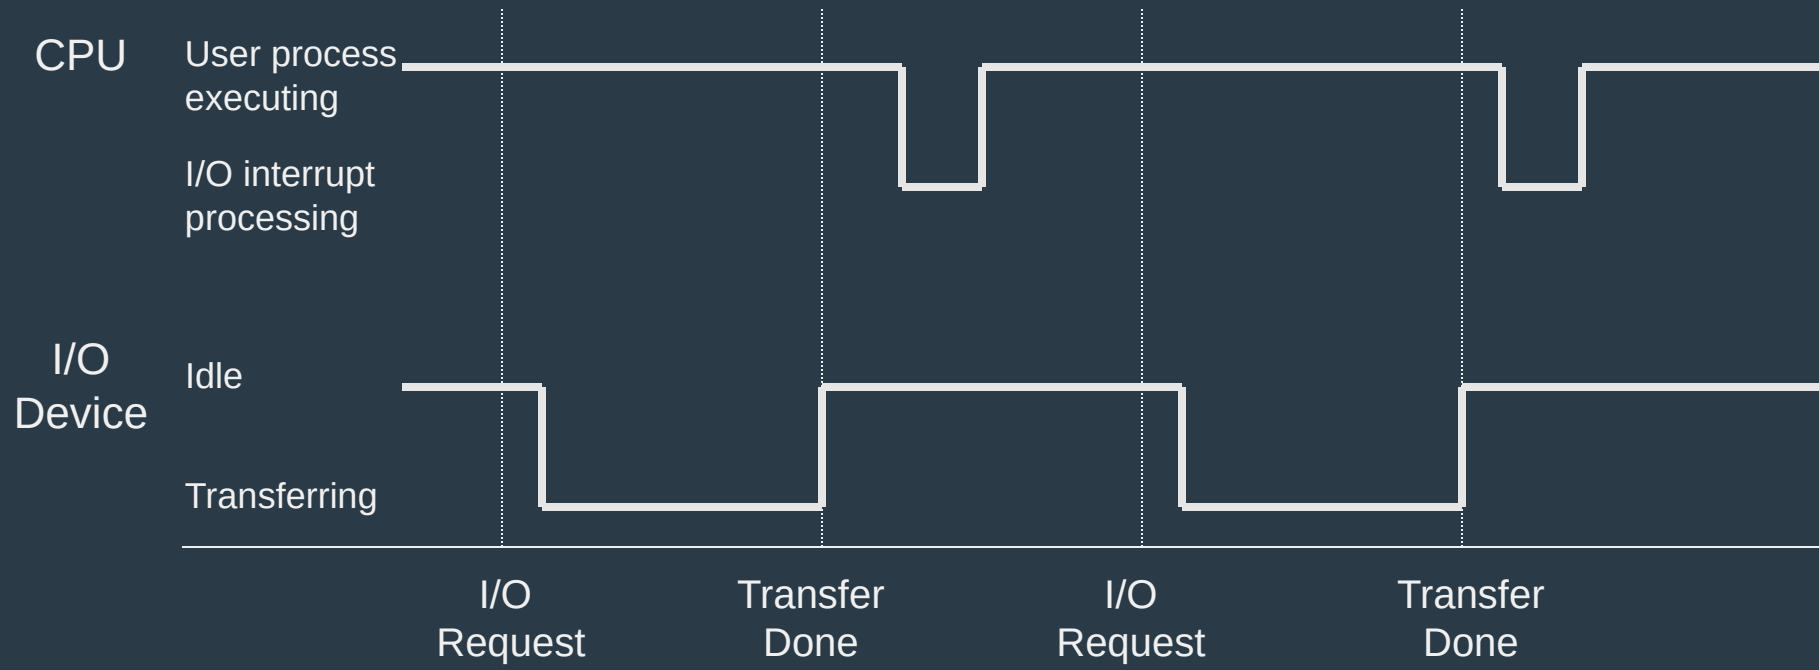 CPU
User process
executing
I/O interrupt
processing
I/O
Device
Idle
Transferring
I/O
Request
Transfer
Done
I/O
Request
Transfer
Done